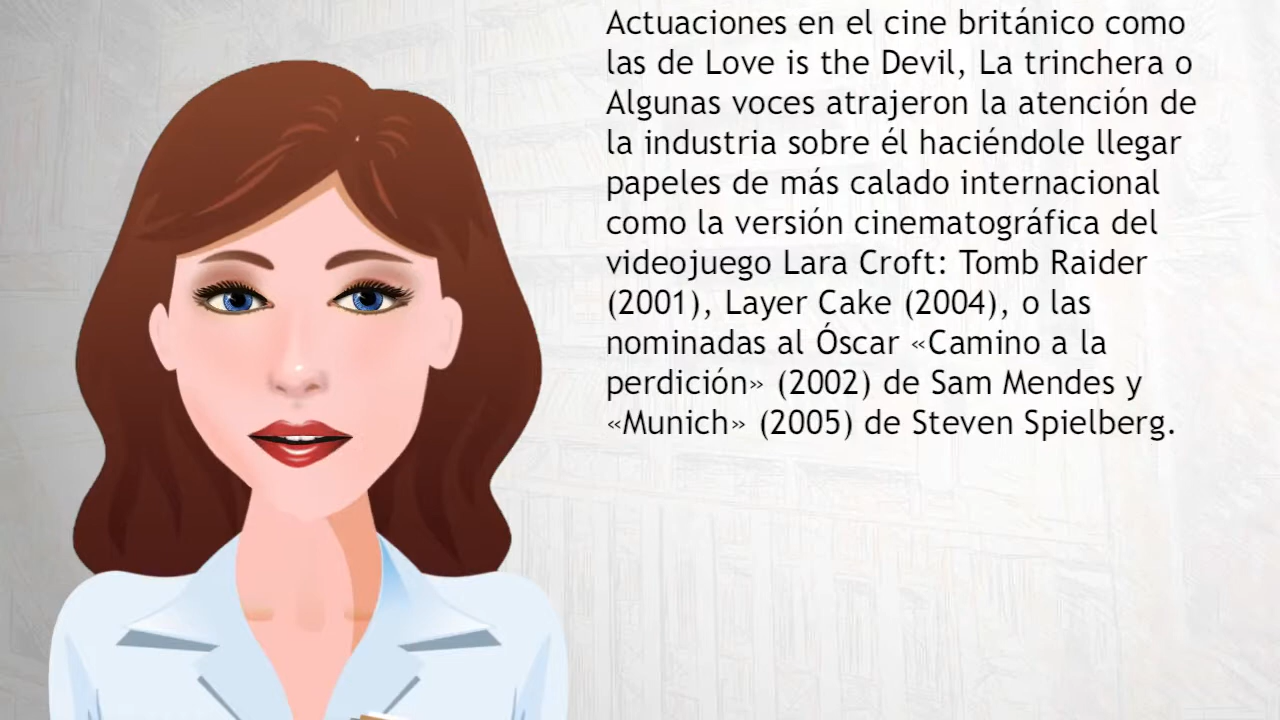 Actuaciones en el cine británico como
las de Love is the Devil, La trinchera o
Algunas voces atrajeron la atención de
la industria sobre él haciéndole llegar
papeles de más calado internacional
como la versión cinematográfica del
videojuego Lara Croft: Tomb Raider
(2001), Layer Cake (2004), o las
nominadas al Óscar «Camino a la
perdición» (2002) de Sam Mendes y
«Munich» (2005) de Steven Spielberg.